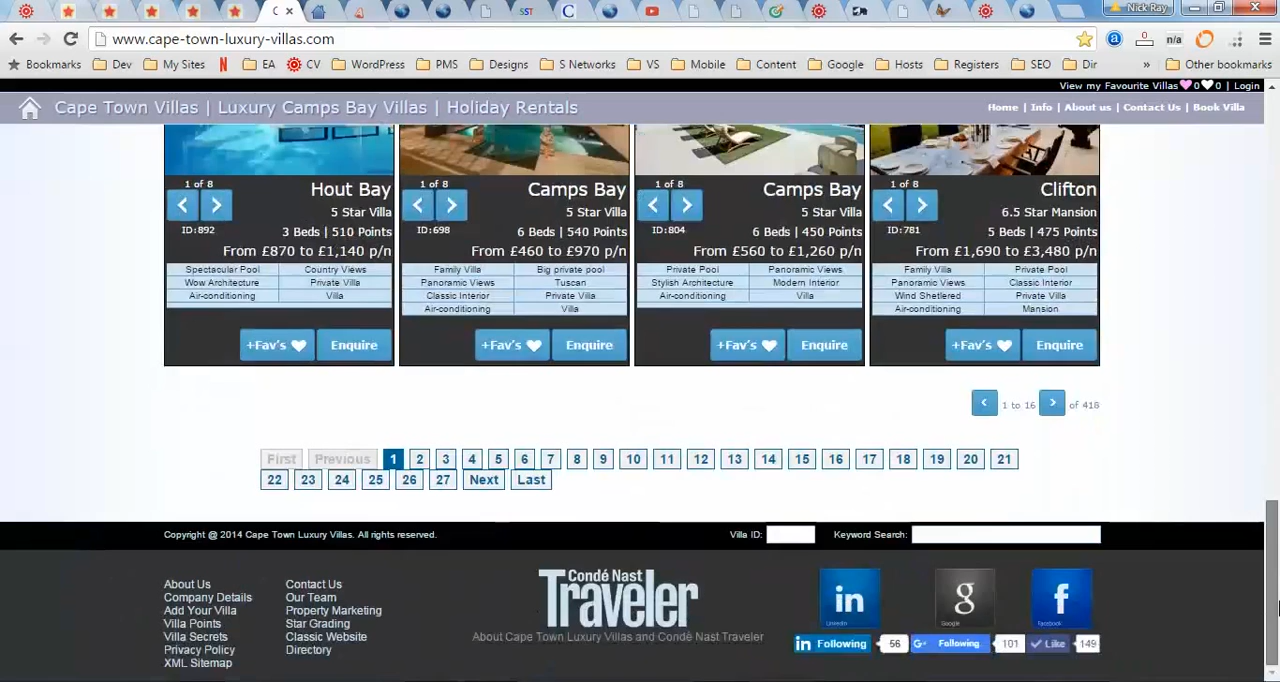 Nick Ray
www.cape-town-luxury-villas.com
0 n/a
Bookmarks Dev My Sites EA CV WordPress PMS Designs S Networks VS Mobile Content Google Hosts Registers SEO Dir » Other bookmarks
View my Favourite Villas 0 0 | Login
Cape Town Villas | Luxury Camps Bay Villas | Holiday Rentals Home | Info | About us | Contact Us | Book Villa
1 of 8 Hout Bay 1 of 8 Camps Bay 1 of 8 Camps Bay 1 of 8 Clifton
5 Star Villa 5 Star Villa 5 Star Villa 6.5 Star Mansion
ID:892 3 Beds | 510 Points ID:698 6 Beds | 540 Points ID:804 6 Beds | 450 Points ID:781 5 Beds | 475 Points
From £870 to £1,140 p/n From £460 to £970 p/n From £560 to £1,260 p/n From £1,690 to £3,480 p/n
Spectacular Pool Country Views Family Villa Big private pool Private Pool Panoramic Views Family Villa Private Pool
Wow Architecture Private Villa Panoramic Views Tuscan Stylish Architecture Modern Interior Panoramic Views Classic Interior
Air-conditioning Villa Classic Interior Private Villa Air-conditioning Villa Wind Shetlered Private Villa
Air-conditioning Villa Air-conditioning Mansion
+Fav's Enquire +Fav's Enquire +Fav's Enquire +Fav's Enquire
< 1 to 16 > of 418
First Previous 1 2 3 4 5 6 7 8 9 10 11 12 13 14 15 16 17 18 19 20 21
22 23 24 25 26 27 Next Last
Copyright @ 2014 Cape Town Luxury Villas. All rights reserved. Villa ID: Keyword Search:
About Us Contact Us
Company Details Our Team
Add Your Villa Property Marketing
Villa Points Star Grading
Villa Secrets Classic Website
Privacy Policy Directory
XML Sitemap
Condé Nast
Traveler
About Cape Town Luxury Villas and Condé Nast Traveler
in g f
LinkedIn Google Facebook
in Following 56 G+ Following 101 Like 149